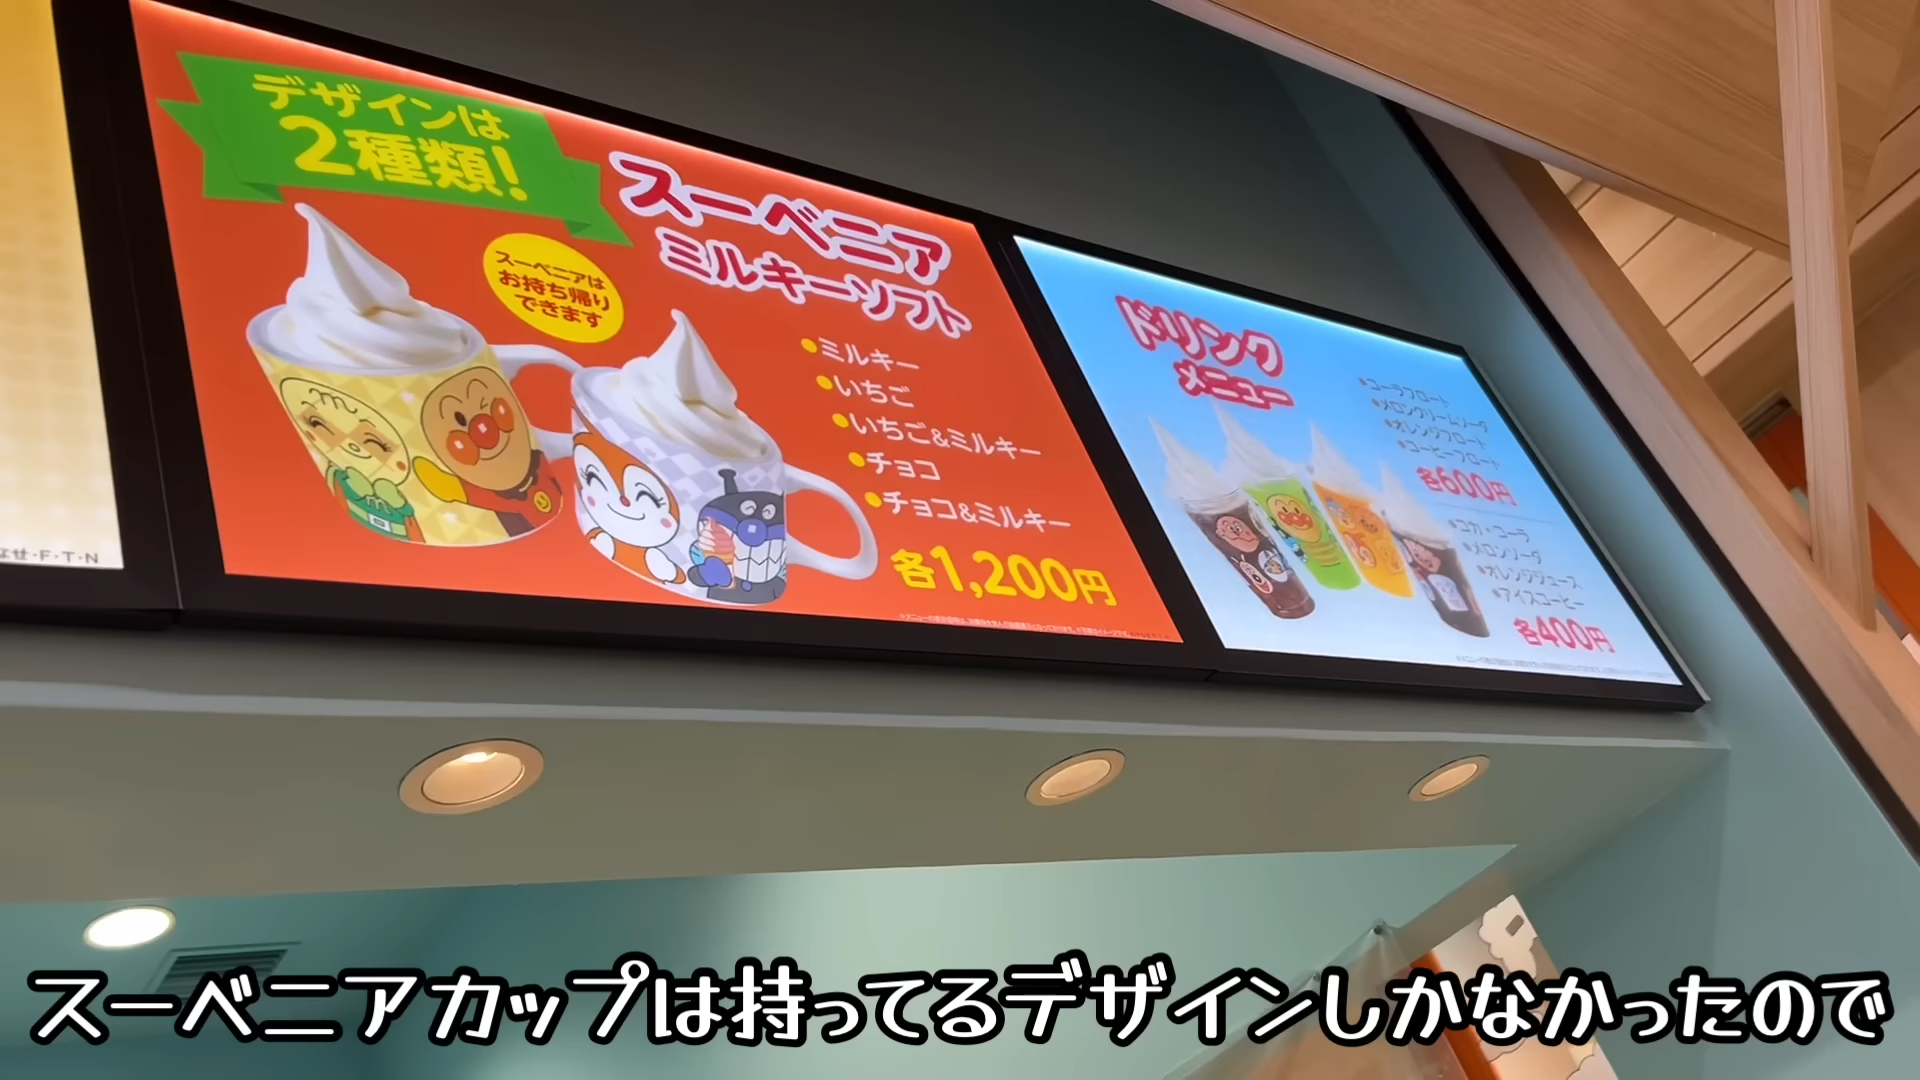 デザインは
2種類!
スーベニア
ミルキーソフト
スーベニアは
お持ち帰り
できます
●ミルキー
●いちご
●いちご&ミルキー
●チョコ
●チョコ&ミルキー
各1,200円
なせ・F・T・N
ドリンク
メニュー
●コーラフロート
●メロンクリームソーダ
●オレンジフロート
●コーヒーフロート
各600円
●コカ・コーラ
●メロンソーダ
●オレンジジュース
●アイスコーヒー
各400円
スーベニアカップは持ってるデザインしかなかったので